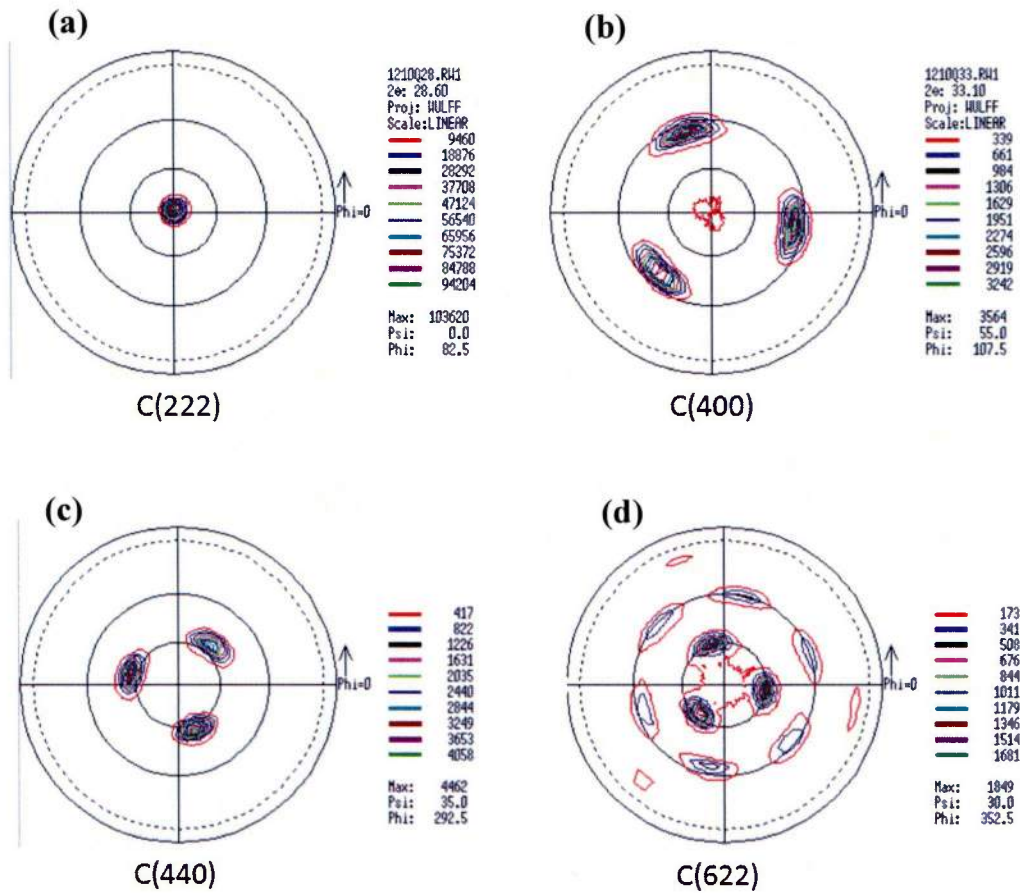 (a)
1210Q28.RW1
2θ: 28.60
Proj: WULFF
Scale:LINEAR
9460
18876
28292
37708
47124
56540
65956
75372
84788
94204
Max: 103620
Psi: 0.0
Phi: 82.5
Phi=0
C(222)
(b)
1210Q33.RW1
2θ: 33.10
Proj: WULFF
Scale:LINEAR
339
661
984
1306
1629
1951
2274
2596
2919
3242
Max: 3564
Psi: 55.0
Phi: 107.5
Phi=0
C(400)
(c)
417
822
1226
1631
2035
2440
2844
3249
3653
4058
Max: 4462
Psi: 35.0
Phi: 292.5
Phi=0
C(440)
(d)
173
341
508
676
844
1011
1179
1346
1514
1681
Max: 1849
Psi: 30.0
Phi: 352.5
Phi=0
C(622)